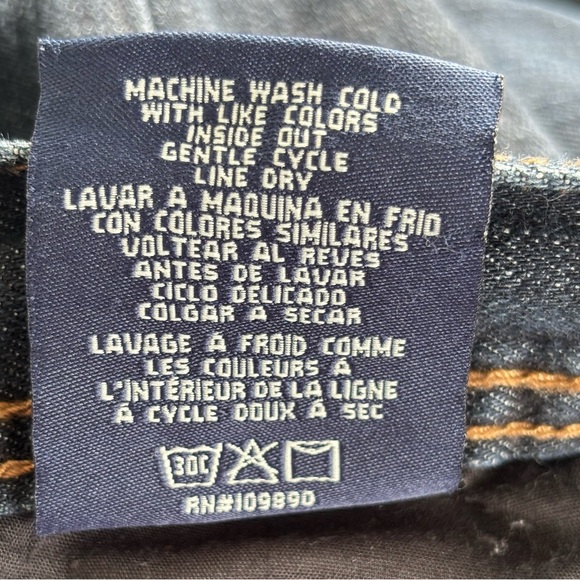 MACHINE WASH COLD
WITH LIKE COLORS
INSIDE OUT
GENTLE CYCLE
LINE DRY
LAVAR A MAQUINA EN FRIO
CON COLORES SIMILARES
VOLTEAR AL REVES
ANTES DE LAVAR
CICLO DELICADO
COLGAR A SECAR
LAVAGE À FROID COMME
LES COULEURS À
L'INTÉRIEUR DE LA LIGNE
À CYCLE DOUX À SEC
30C
RN#109890